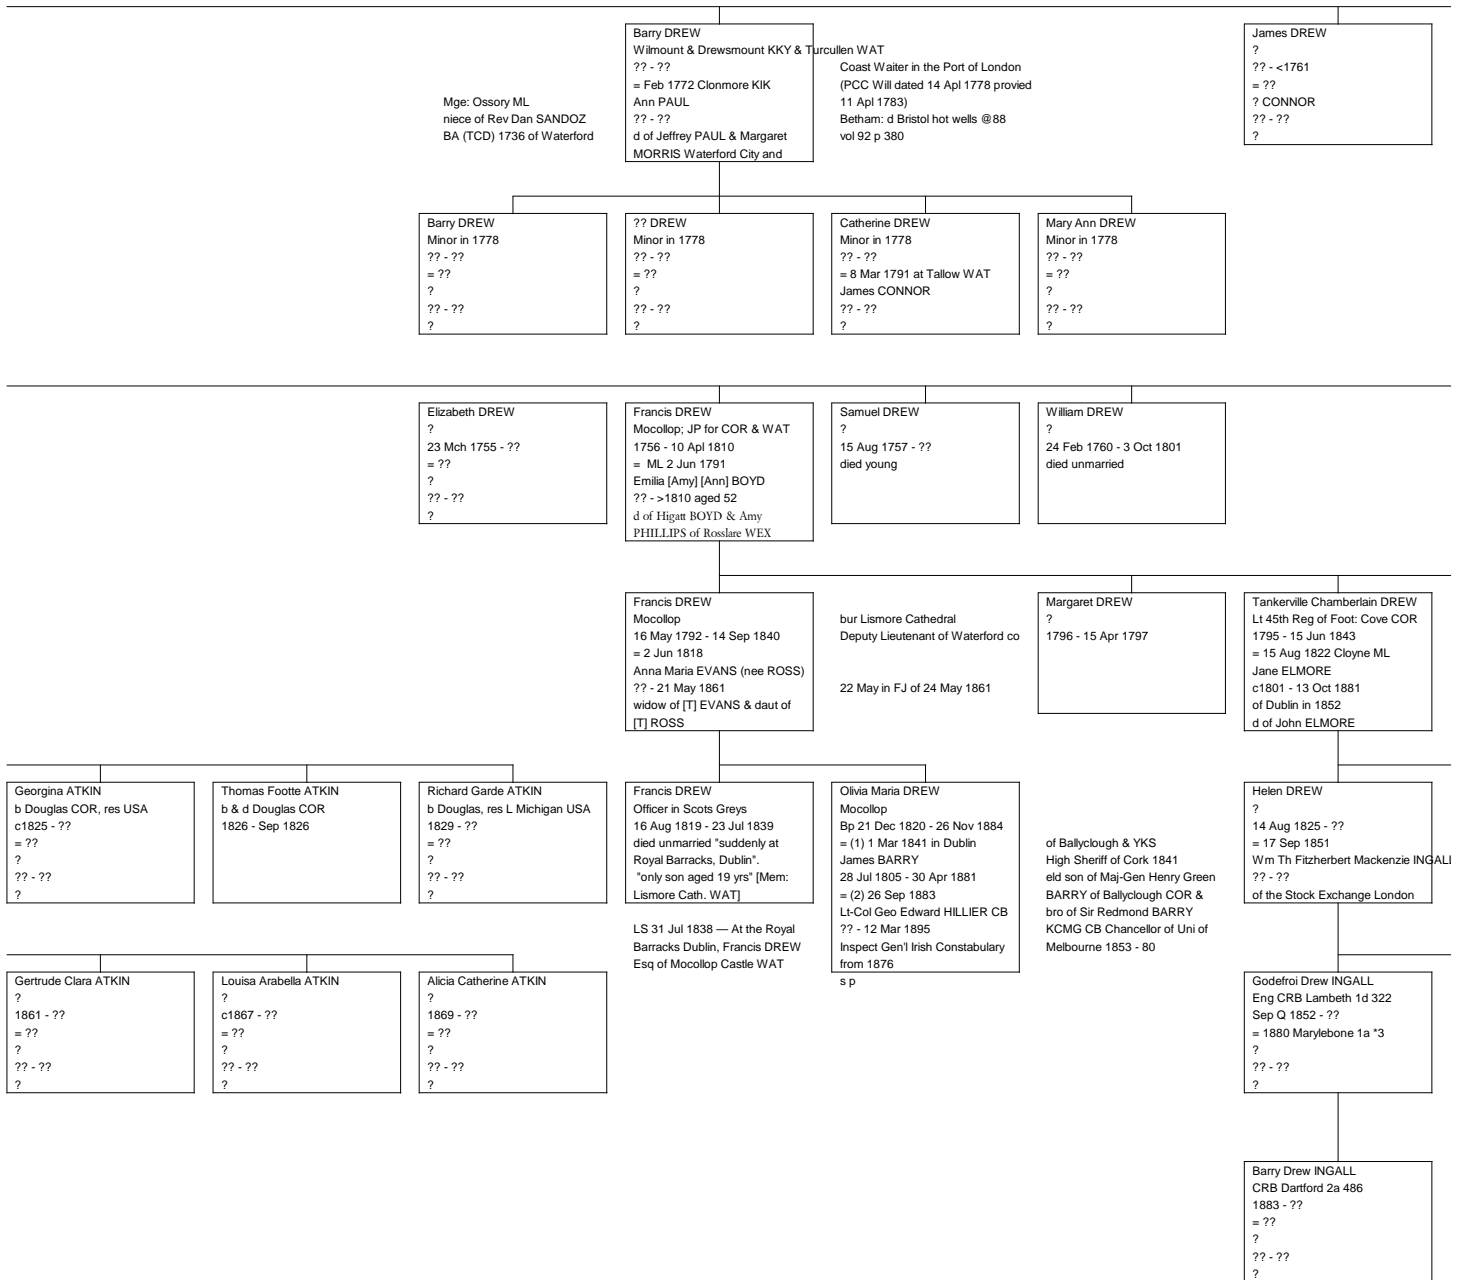 Barry DREW
Wilmount & Drewsmount KKY & Turcullen WAT
?? - ??
= Feb 1772 Clonmore KIK
Ann PAUL
?? - ??
d of Jeffrey PAUL & Margaret
MORRIS Waterford City and
Mge: Ossory ML
niece of Rev Dan SANDOZ
BA (TCD) 1736 of Waterford
Coast Waiter in the Port of London
(PCC Will dated 14 Apl 1778 provied
11 Apl 1783)
Betham: d Bristol hot wells @88
vol 92 p 380
James DREW
?
?? - <1761
= ??
? CONNOR
?? - ??
?
Barry DREW
Minor in 1778
?? - ??
= ??
?
?? - ??
?
?? DREW
Minor in 1778
?? - ??
= ??
?
?? - ??
?
Catherine DREW
Minor in 1778
?? - ??
= 8 Mar 1791 at Tallow WAT
James CONNOR
?? - ??
?
Mary Ann DREW
Minor in 1778
?? - ??
= ??
?
?? - ??
?
Elizabeth DREW
?
23 Mch 1755 - ??
= ??
?
?? - ??
?
Francis DREW
Mocollop; JP for COR & WAT
1756 - 10 Apl 1810
= ML 2 Jun 1791
Emilia [Amy] [Ann] BOYD
?? - >1810 aged 52
d of Higatt BOYD & Amy
PHILLIPS of Rosslare WEX
Samuel DREW
?
15 Aug 1757 - ??
died young
William DREW
?
24 Feb 1760 - 3 Oct 1801
died unmarried
Francis DREW
Mocollop
16 May 1792 - 14 Sep 1840
= 2 Jun 1818
Anna Maria EVANS (nee ROSS)
?? - 21 May 1861
widow of [T] EVANS & daut of
[T] ROSS
bur Lismore Cathedral
Deputy Lieutenant of Waterford co
22 May in FJ of 24 May 1861
Margaret DREW
?
1796 - 15 Apr 1797
Tankerville Chamberlain DREW
Lt 45th Reg of Foot: Cove COR
1795 - 15 Jun 1843
= 15 Aug 1822 Cloyne ML
Jane ELMORE
c1801 - 13 Oct 1881
of Dublin in 1852
d of John ELMORE
Georgina ATKIN
b Douglas COR, res USA
c1825 - ??
= ??
?
?? - ??
?
Thomas Footte ATKIN
b & d Douglas COR
1826 - Sep 1826
Richard Garde ATKIN
b Douglas, res L Michigan USA
1829 - ??
= ??
?
?? - ??
?
Francis DREW
Officer in Scots Greys
16 Aug 1819 - 23 Jul 1839
died unmarried "suddenly at
Royal Barracks, Dublin".
"only son aged 19 yrs" [Mem:
Lismore Cath. WAT]
LS 31 Jul 1838 — At the Royal
Barracks Dublin, Francis DREW
Esq of Mocollop Castle WAT
Olivia Maria DREW
Mocollop
Bp 21 Dec 1820 - 26 Nov 1884
= (1) 1 Mar 1841 in Dublin
James BARRY
28 Jul 1805 - 30 Apr 1881
= (2) 26 Sep 1883
Lt-Col Geo Edward HILLIER CB
?? - 12 Mar 1895
Inspect Gen'l Irish Constabulary
from 1876
s p
of Ballyclough & YKS
High Sheriff of Cork 1841
eld son of Maj-Gen Henry Green
BARRY of Ballyclough COR &
bro of Sir Redmond BARRY
KCMG CB Chancellor of Uni of
Melbourne 1853 - 80
Helen DREW
?
14 Aug 1825 - ??
= 17 Sep 1851
Wm Th Fitzherbert Mackenzie INGALL
?? - ??
of the Stock Exchange London
Gertrude Clara ATKIN
?
1861 - ??
= ??
?
?? - ??
?
Louisa Arabella ATKIN
?
c1867 - ??
= ??
?
?? - ??
?
Alicia Catherine ATKIN
?
1869 - ??
= ??
?
?? - ??
?
Godefroi Drew INGALL
Eng CRB Lambeth 1d 322
Sep Q 1852 - ??
= 1880 Marylebone 1a *3
?
?? - ??
?
Barry Drew INGALL
CRB Dartford 2a 486
1883 - ??
= ??
?
?? - ??
?